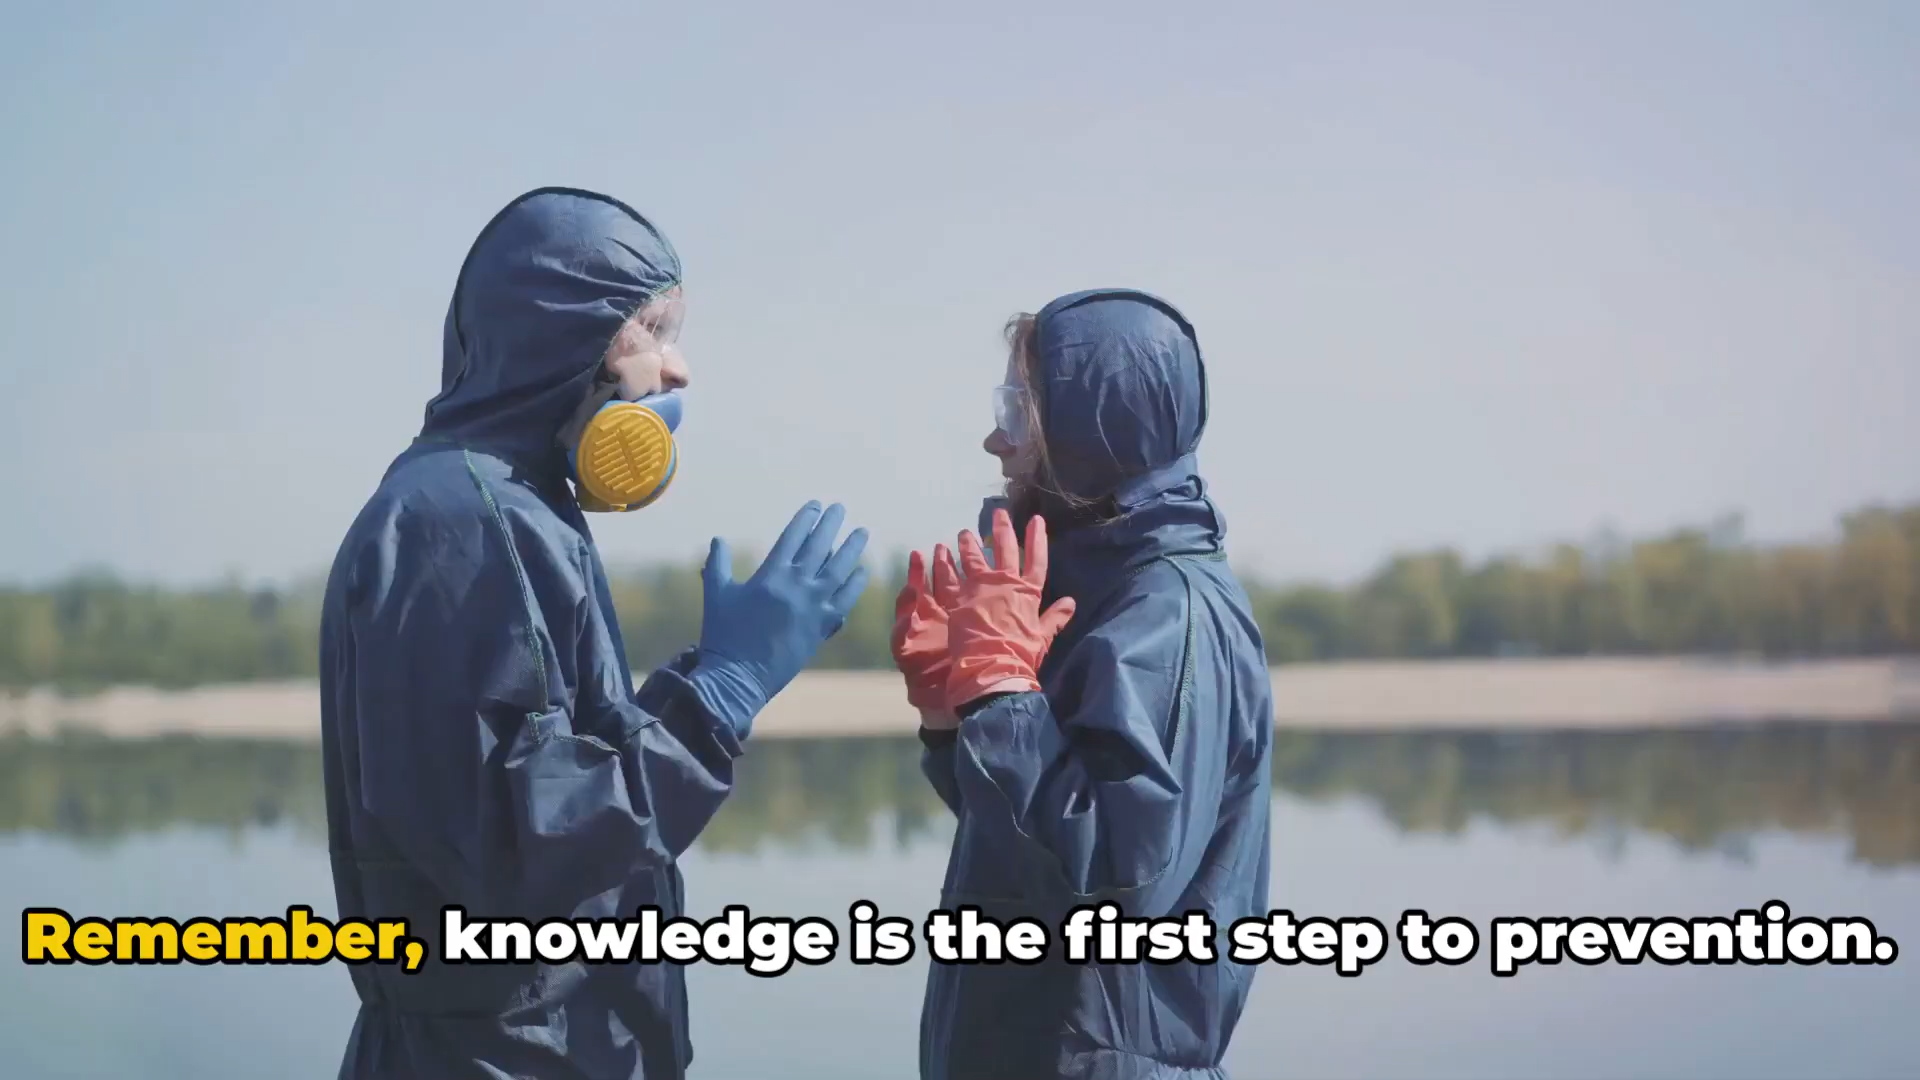 Remember, knowledge is the first step to prevention.